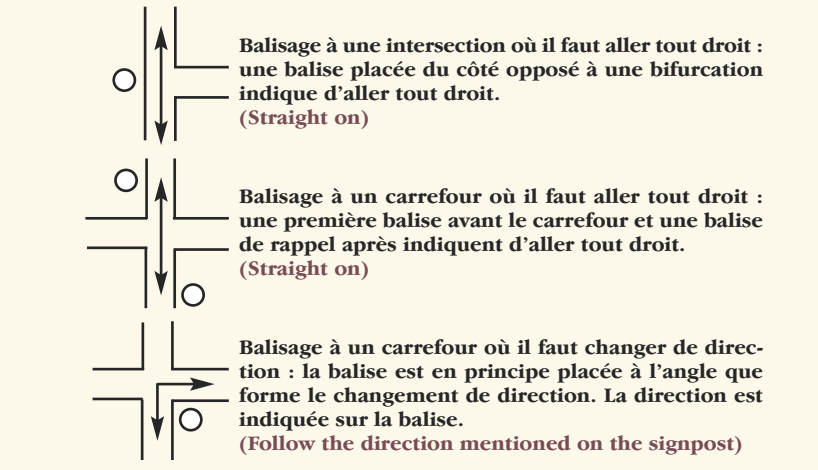 Balisage à une intersection où il faut aller tout droit :
une balise placée du côté opposé à une bifurcation
indique d'aller tout droit.
(Straight on)
Balisage à un carrefour où il faut aller tout droit :
une première balise avant le carrefour et une balise
de rappel après indiquent d'aller tout droit.
(Straight on)
Balisage à un carrefour où il faut changer de direc-
tion : la balise est en principe placée à l'angle que
forme le changement de direction. La direction est
indiquée sur la balise.
(Follow the direction mentioned on the signpost)